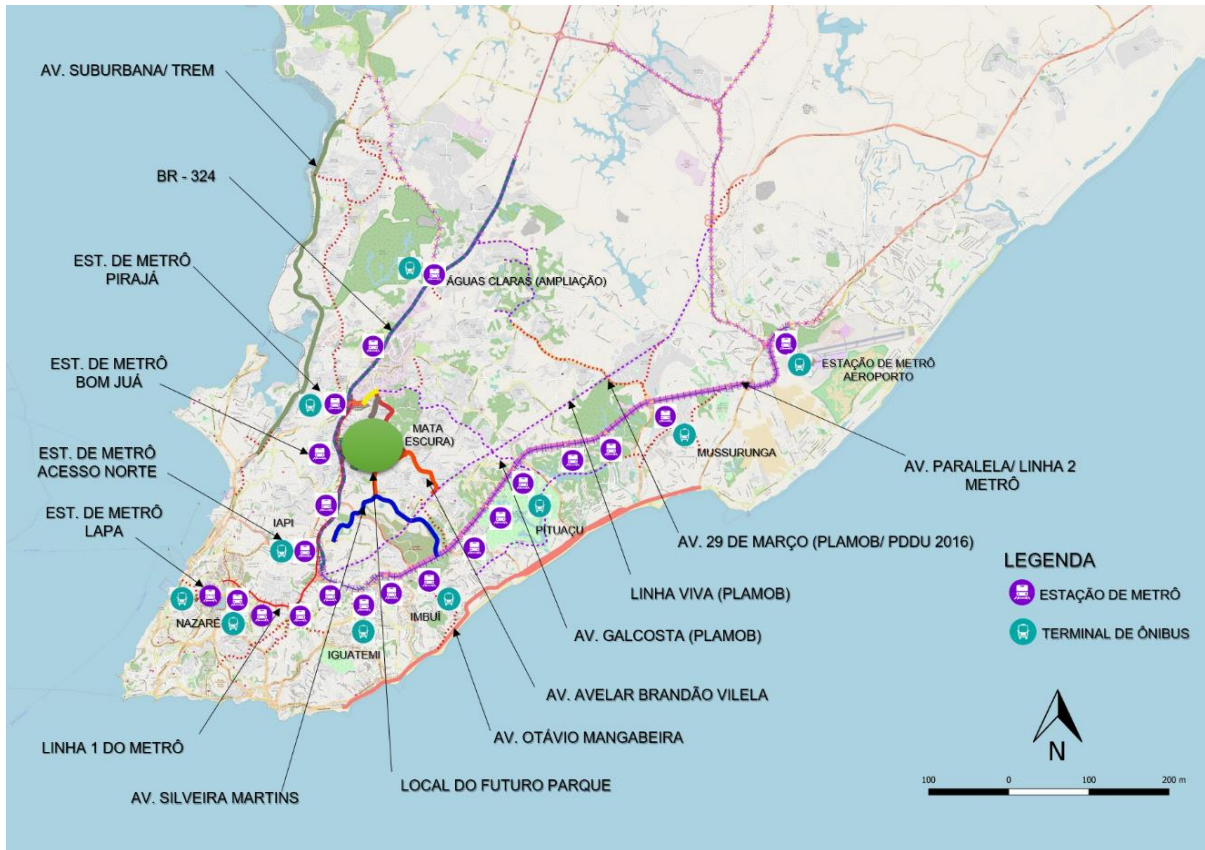 AV. SUBURBANA/ TREM
BR - 324
EST. DE METRÔ
PIRAJÁ
ÁGUAS CLARAS (AMPLIAÇÃO)
EST. DE METRÔ
BOM JUÁ
ESTAÇÃO DE METRÔ
AEROPORTO
EST. DE METRÔ
ACESSO NORTE
MATA
ESCURA)
MUSSURUNGA
AV. PARALELA/ LINHA 2
METRÔ
EST. DE METRÔ
LAPA
IAPI
PITUAÇU
AV. 29 DE MARÇO (PLAMOB/ PDDU 2016)
LINHA VIVA (PLAMOB)
NAZARÉ
IMBUÍ
IGUATEMI
AV. GALCOSTA (PLAMOB)
AV. AVELAR BRANDÃO VILELA
AV. OTÁVIO MANGABEIRA
LINHA 1 DO METRÔ
LOCAL DO FUTURO PARQUE
AV. SILVEIRA MARTINS
LEGENDA
ESTAÇÃO DE METRÔ
TERMINAL DE ÔNIBUS
N
100 0 100 200 m